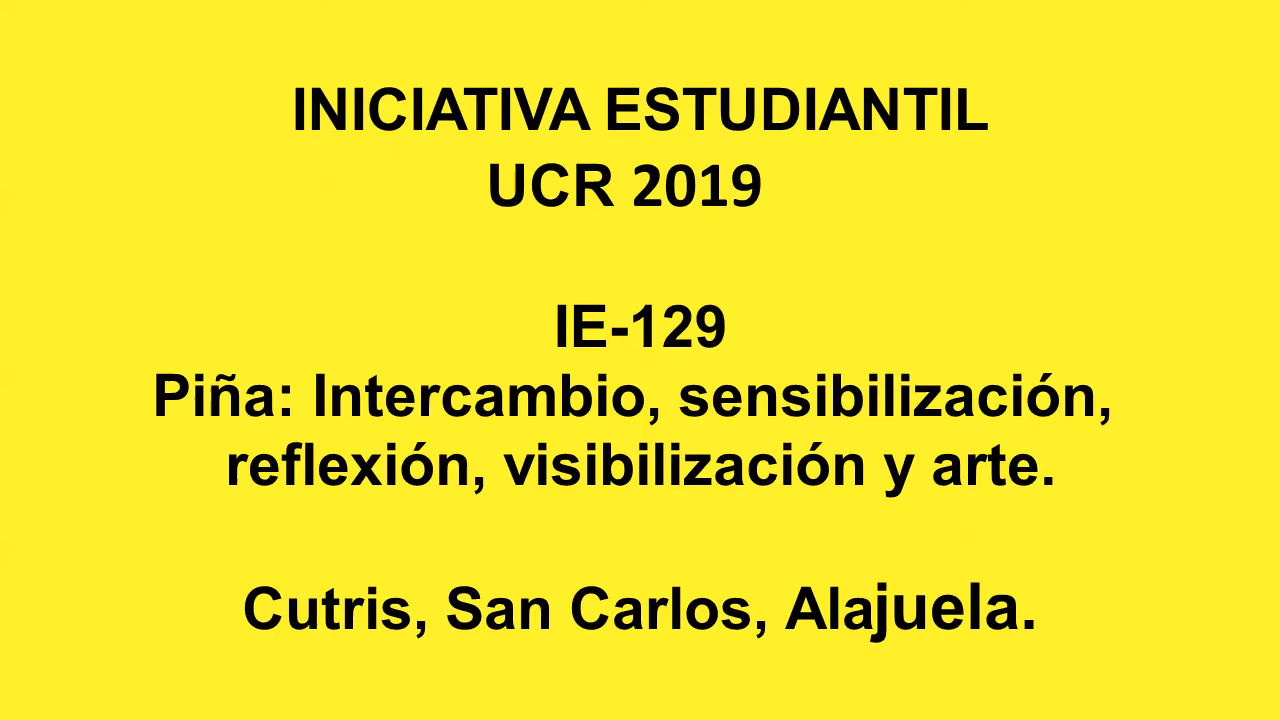 INICIATIVA ESTUDIANTIL
UCR 2019
IE-129
Piña: Intercambio, sensibilización,
reflexión, visibilización y arte.
Cutris, San Carlos, Alajuela.